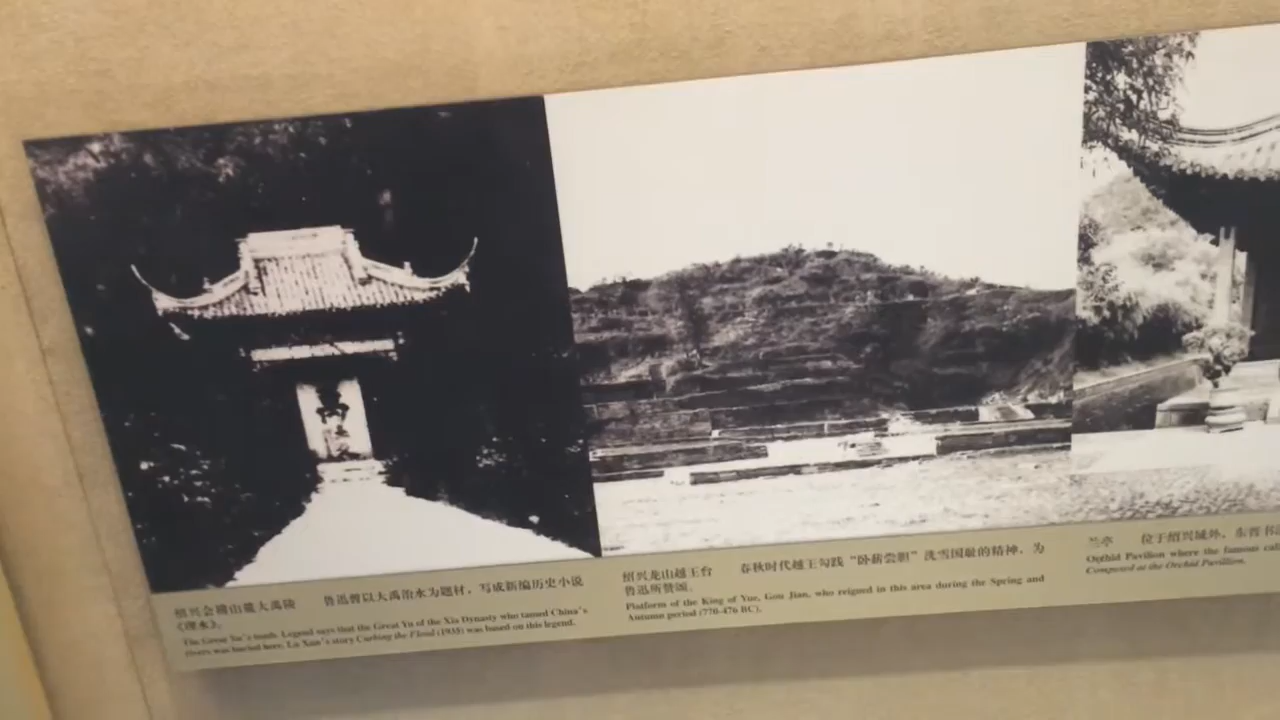 绍兴会稽山麓大禹陵 鲁迅曾以大禹治水为题材，写成新编历史小说
《理水》。
The Great Yu's tomb. Legend says that the Great Yu of the Xia Dynasty who tamed China's
rivers was buried here. Lu Xun's story Curbing the Flood (1935) was based on this legend.
绍兴龙山越王台 春秋时代越王勾践“卧薪尝胆”洗雪国耻的精神，为
鲁迅所赞颂。
Platform of the King of Yue, Gou Jian, who reigned in this area during the Spring and
Autumn period (770-476 BC).
兰亭 位于绍兴城外，东晋书
Orchid Pavilion where the famous cal
Composed at the Orchid Pavillion.